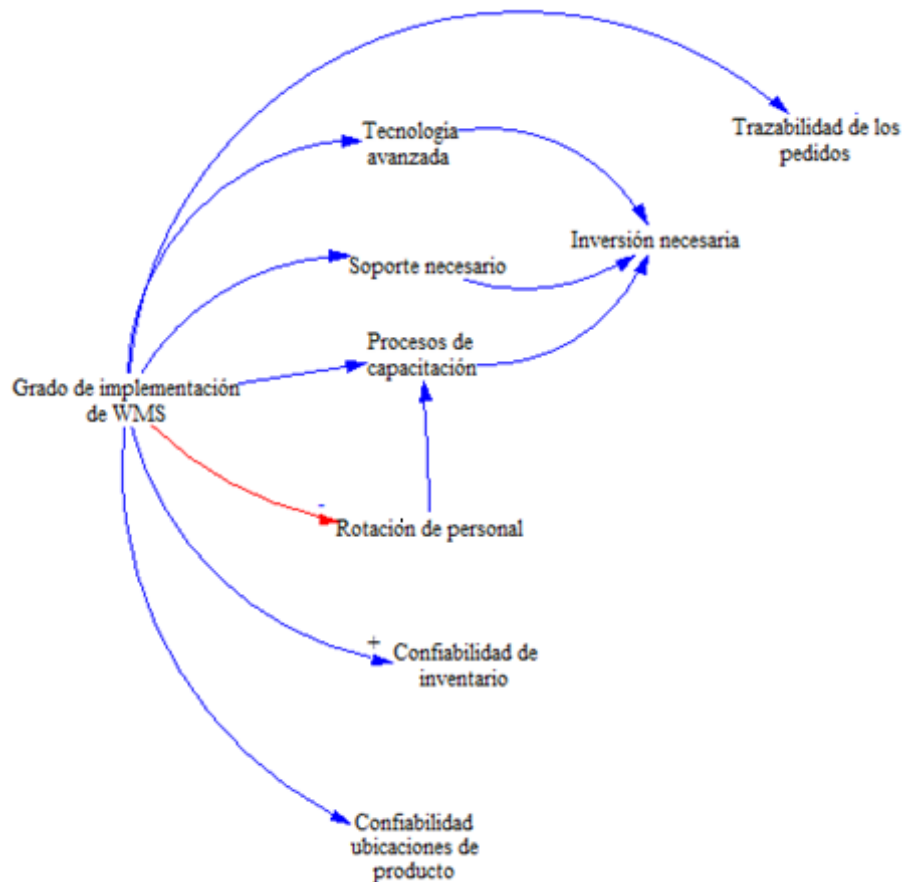 Trazabilidad de los
pedidos
Tecnologia
avanzada
Inversión necesaria
Soporte necesario
Procesos de
capacitación
Grado de implementación
de WMS
-
Rotación de personal
+
Confiabilidad de
inventario
Confiabilidad
ubicaciones de
producto